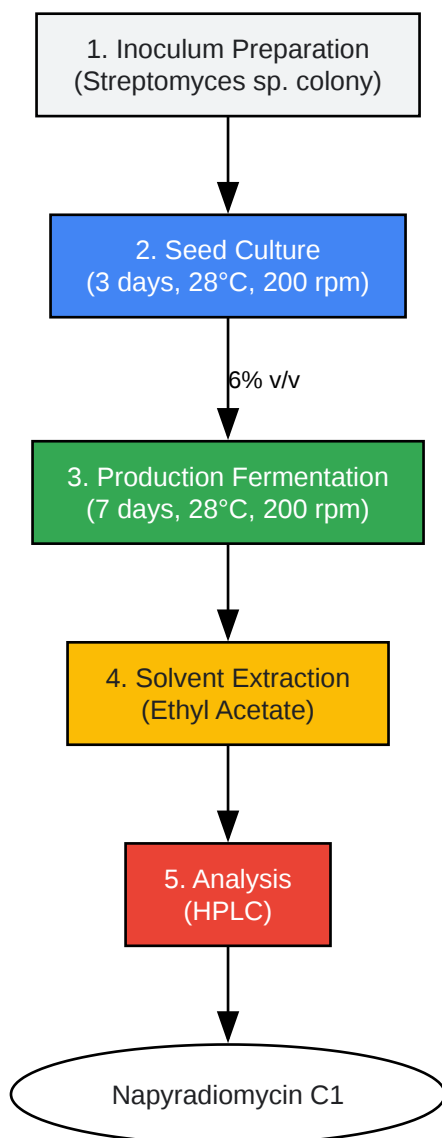 1. Inoculum Preparation
(Streptomyces sp. colony)
2. Seed Culture
(3 days, 28°C, 200 rpm)
6% v/v
3. Production Fermentation
(7 days, 28°C, 200 rpm)
4. Solvent Extraction
(Ethyl Acetate)
5. Analysis
(HPLC)
Napyradiomycin C1